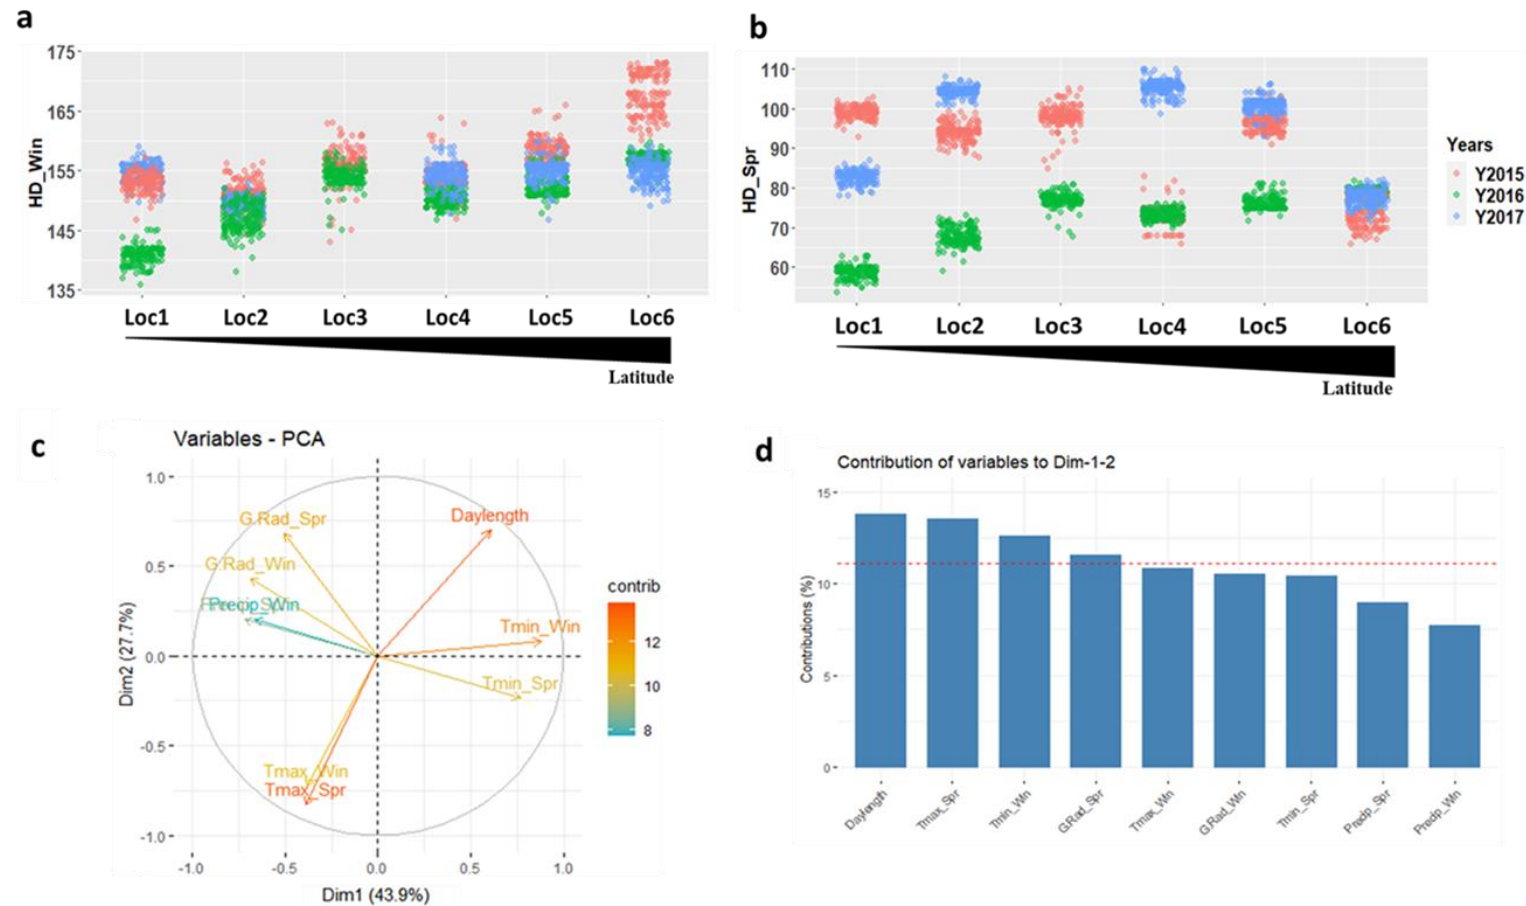 a
175
165
155
145
135
HD_Win
Loc1 Loc2 Loc3 Loc4 Loc5 Loc6
Latitude
b
110
100
90
80
70
60
HD_Spr
Loc1 Loc2 Loc3 Loc4 Loc5 Loc6
Latitude
Years
Y2015
Y2016
Y2017
c
Variables - PCA
1.0
0.5
0.0
-0.5
-1.0
Dim2 (27.7%)
G.Rad_Spr
Daylength
G.Rad_Win
Precip_Win
Tmin_Win
Tmin_Spr
Tmax_Win
Tmax_Spr
-1.0 -0.5 0.0 0.5 1.0
Dim1 (43.9%)
contrib
12
10
8
d
Contribution of variables to Dim-1-2
15
10
5
0
Contributions (%)
Daylength Tmax_Spr Tmin_Win G.Rad_Spr Tmax_Win G.Rad_Win Tmin_Spr Precip_Spr Precip_Win